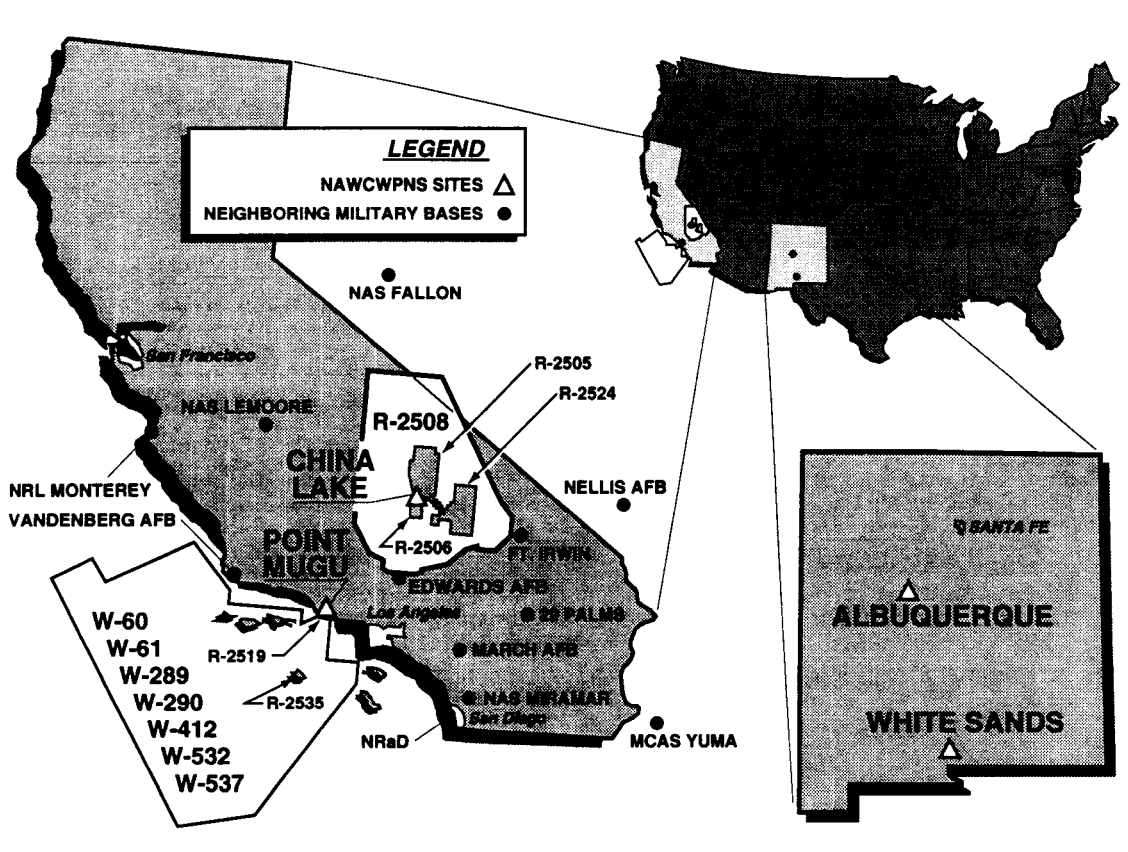 LEGEND
NAWCWPNS SITES
NEIGHBORING MILITARY BASES
NAS FALLON
San Francisco
R-2505
R-2524
NAS LEMOORE
R-2508
CHINA
LAKE
NRL MONTEREY
VANDENBERG AFB
NELLIS AFB
R-2506
FT. IRWIN
POINT
MUGU
EDWARDS AFB
Los Angeles
29 PALMS
W-60
W-61
W-289
W-290
W-412
W-532
W-537
R-2519
MARCH AFB
R-2535
NAS MIRAMAR
San Diego
NRaD
MCAS YUMA
SANTA FE
ALBUQUERQUE
WHITE SANDS